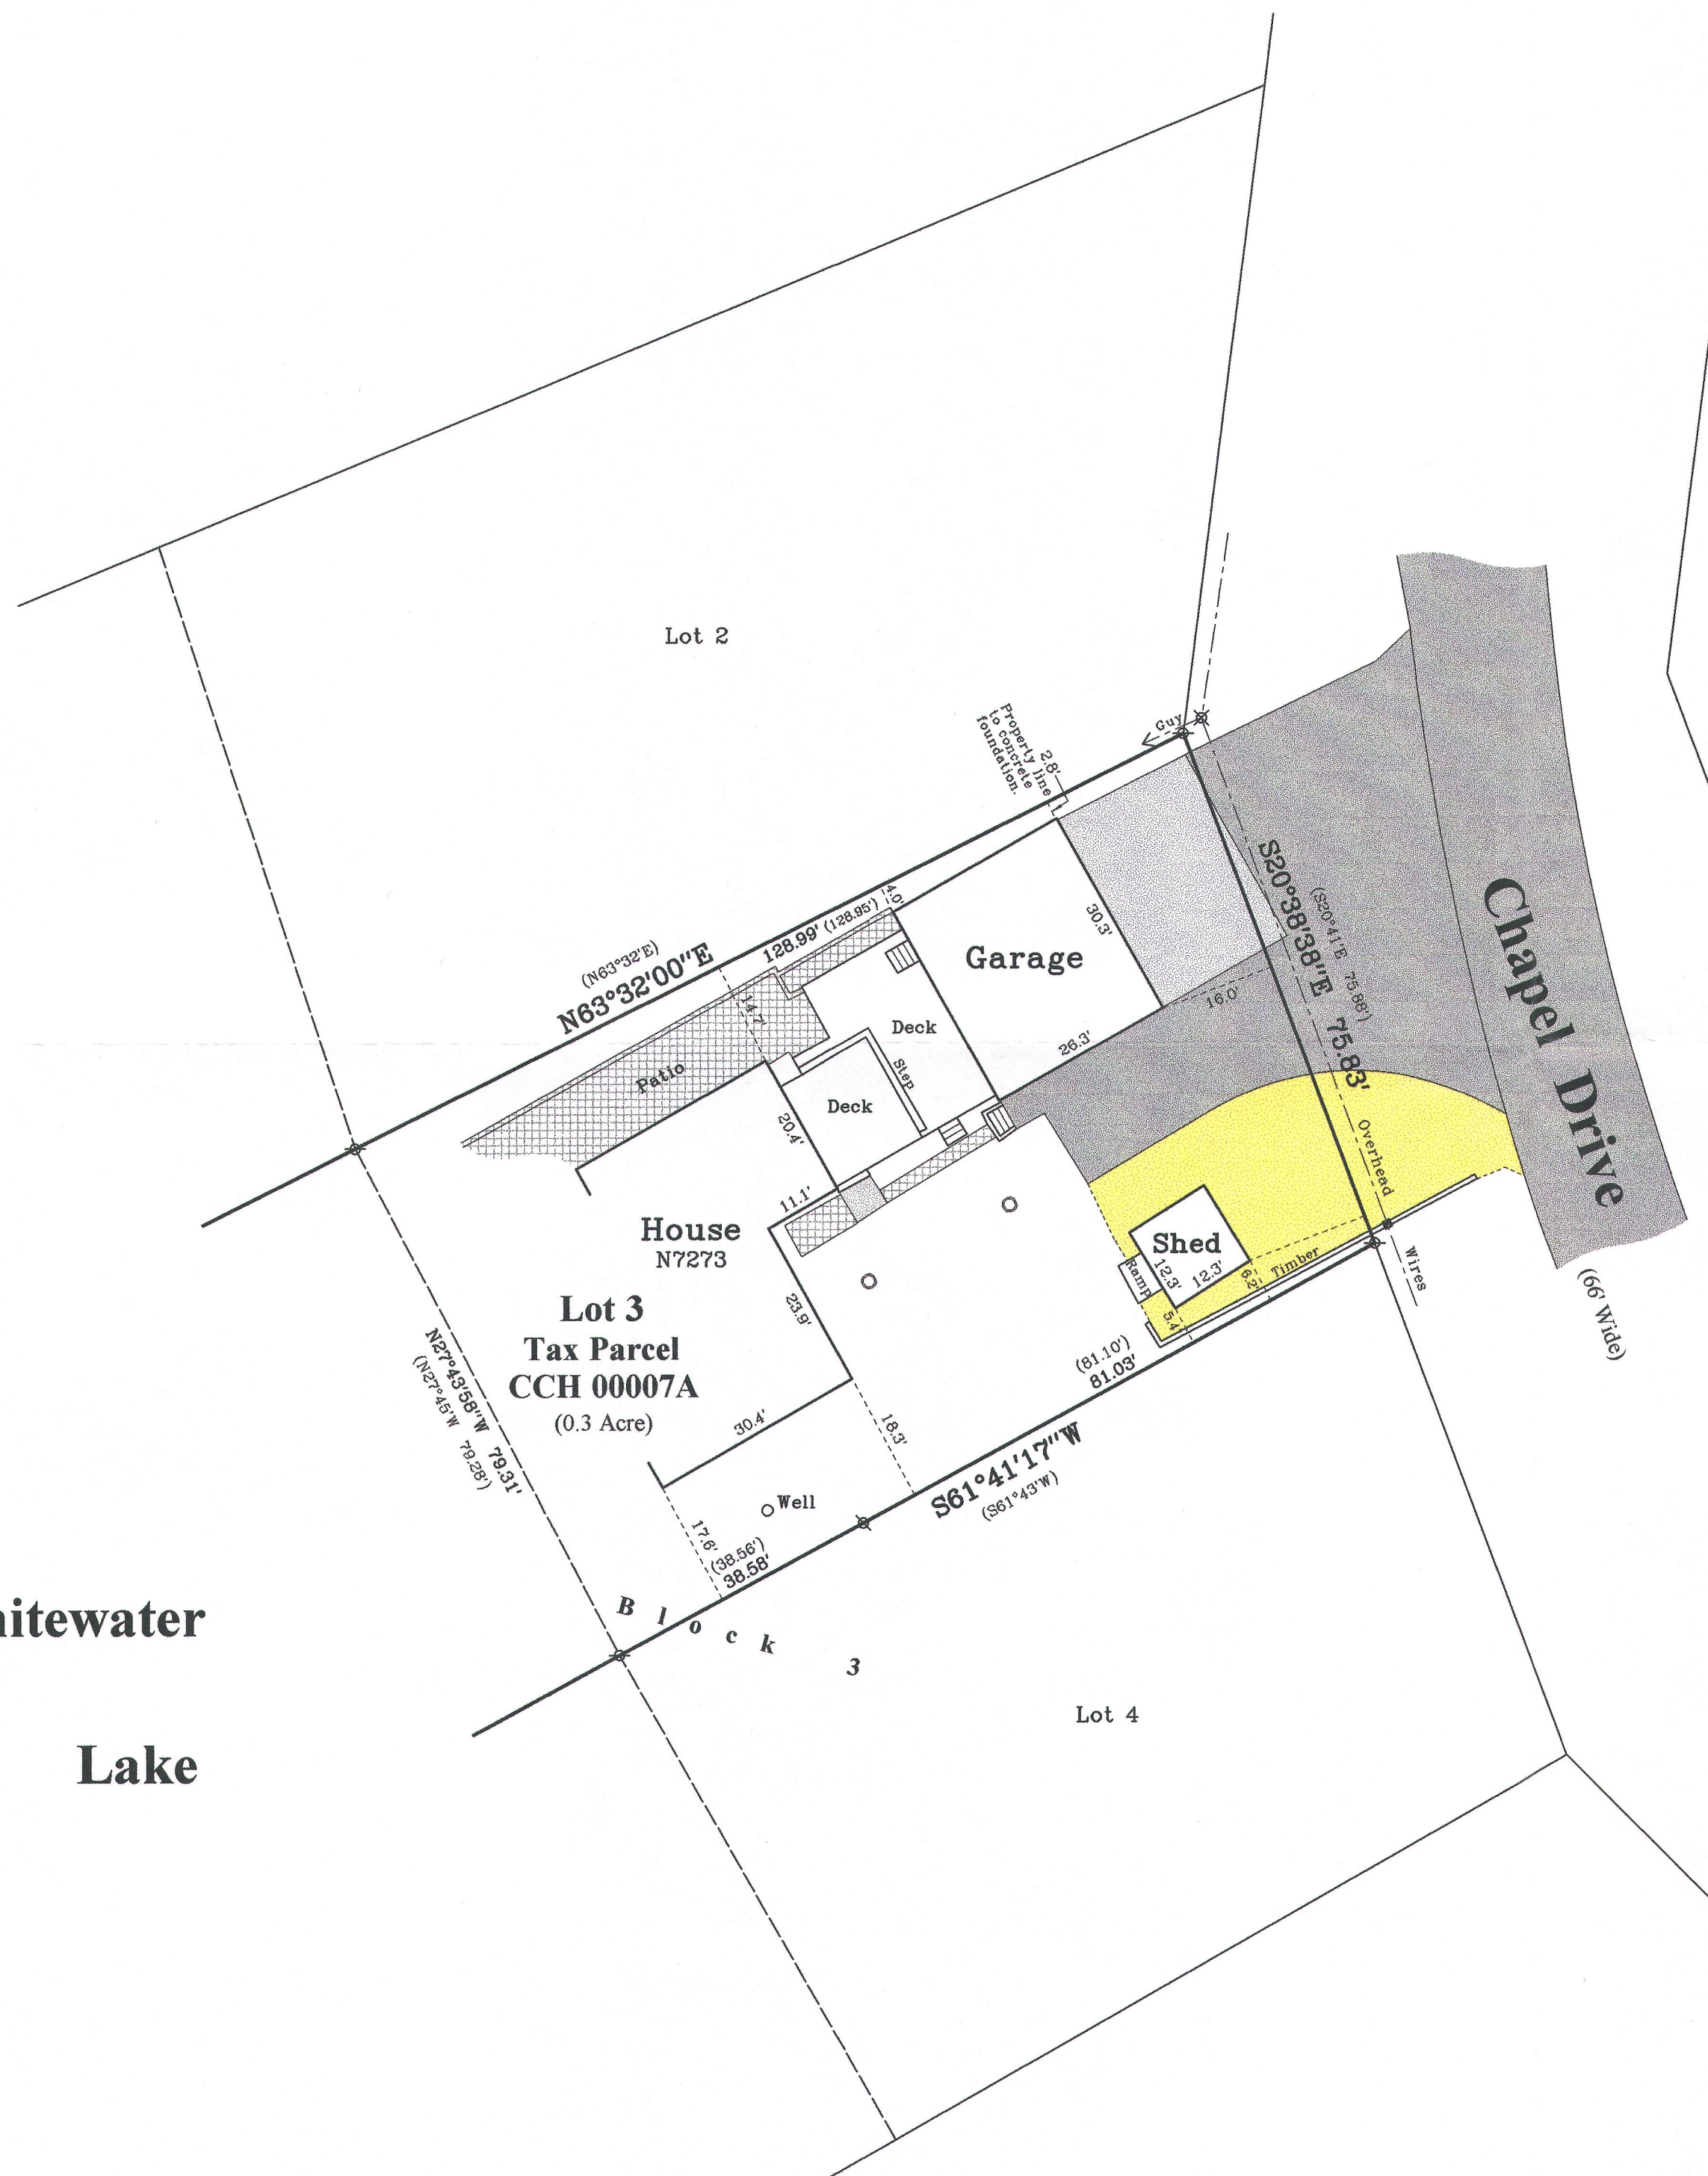 Lot 2
Guy
2.8'
Property line
to concrete
foundation.
(N63°32'E)
N63°32'00"E
128.99' (128.95')
4.0'
14.7'
30.3'
Garage
16.0'
26.3'
Deck
Step
Deck
Patio
20.4'
11.1'
S20°38'38"E 75.83'
(S20°41'E 75.88')
Chapel Drive
(66' Wide)
Overhead
Wires
House
N7273
23.9'
Shed
12.3'
12.3'
Ramp
6.2'
5.4'
Timber
Lot 3
Tax Parcel
CCH 00007A
(0.3 Acre)
30.4'
18.3'
(81.10')
81.03'
S61°41'17"W
(S61°43'W)
N27°43'58"W 79.31'
(N27°45'W 79.28')
Well
17.6'
(38.56')
38.58'
Block 3
Lot 4
itewater
Lake